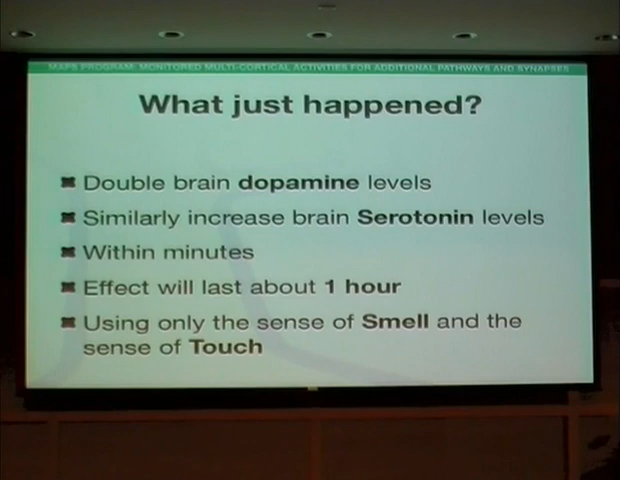 MAPS PROGRAM: MONITORED MULTI-CORTICAL ACTIVITIES FOR ADDITIONAL PATHWAYS AND SYNAPSES
What just happened?
Double brain dopamine levels
Similarly increase brain Serotonin levels
Within minutes
Effect will last about 1 hour
Using only the sense of Smell and the
sense of Touch